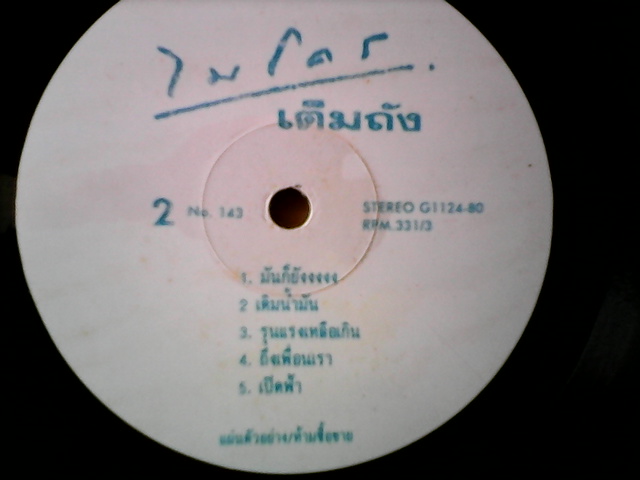 ไมโคร
เต็มถัง
2 No. 143
STEREO G1124-80
RPM.331/3
1. มันก็ยังงงงง
2 เติมน้ำมัน
3. รุนแรงเหลือเกิน
4. ถึงเพื่อนเรา
5. เปิดฟ้า
แผ่นตัวอย่าง/ห้ามซื้อขาย